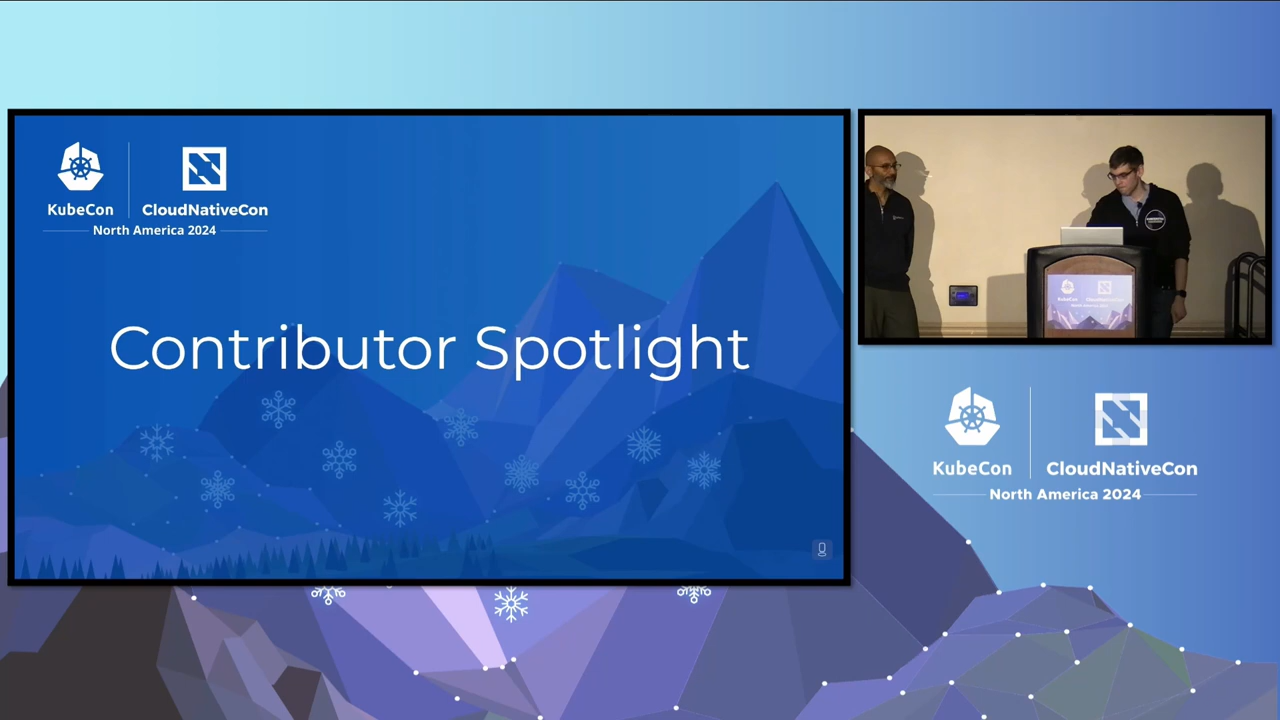 KubeCon
CloudNativeCon
North America 2024
Contributor Spotlight
KubeCon
CloudNativeCon
North America 2024